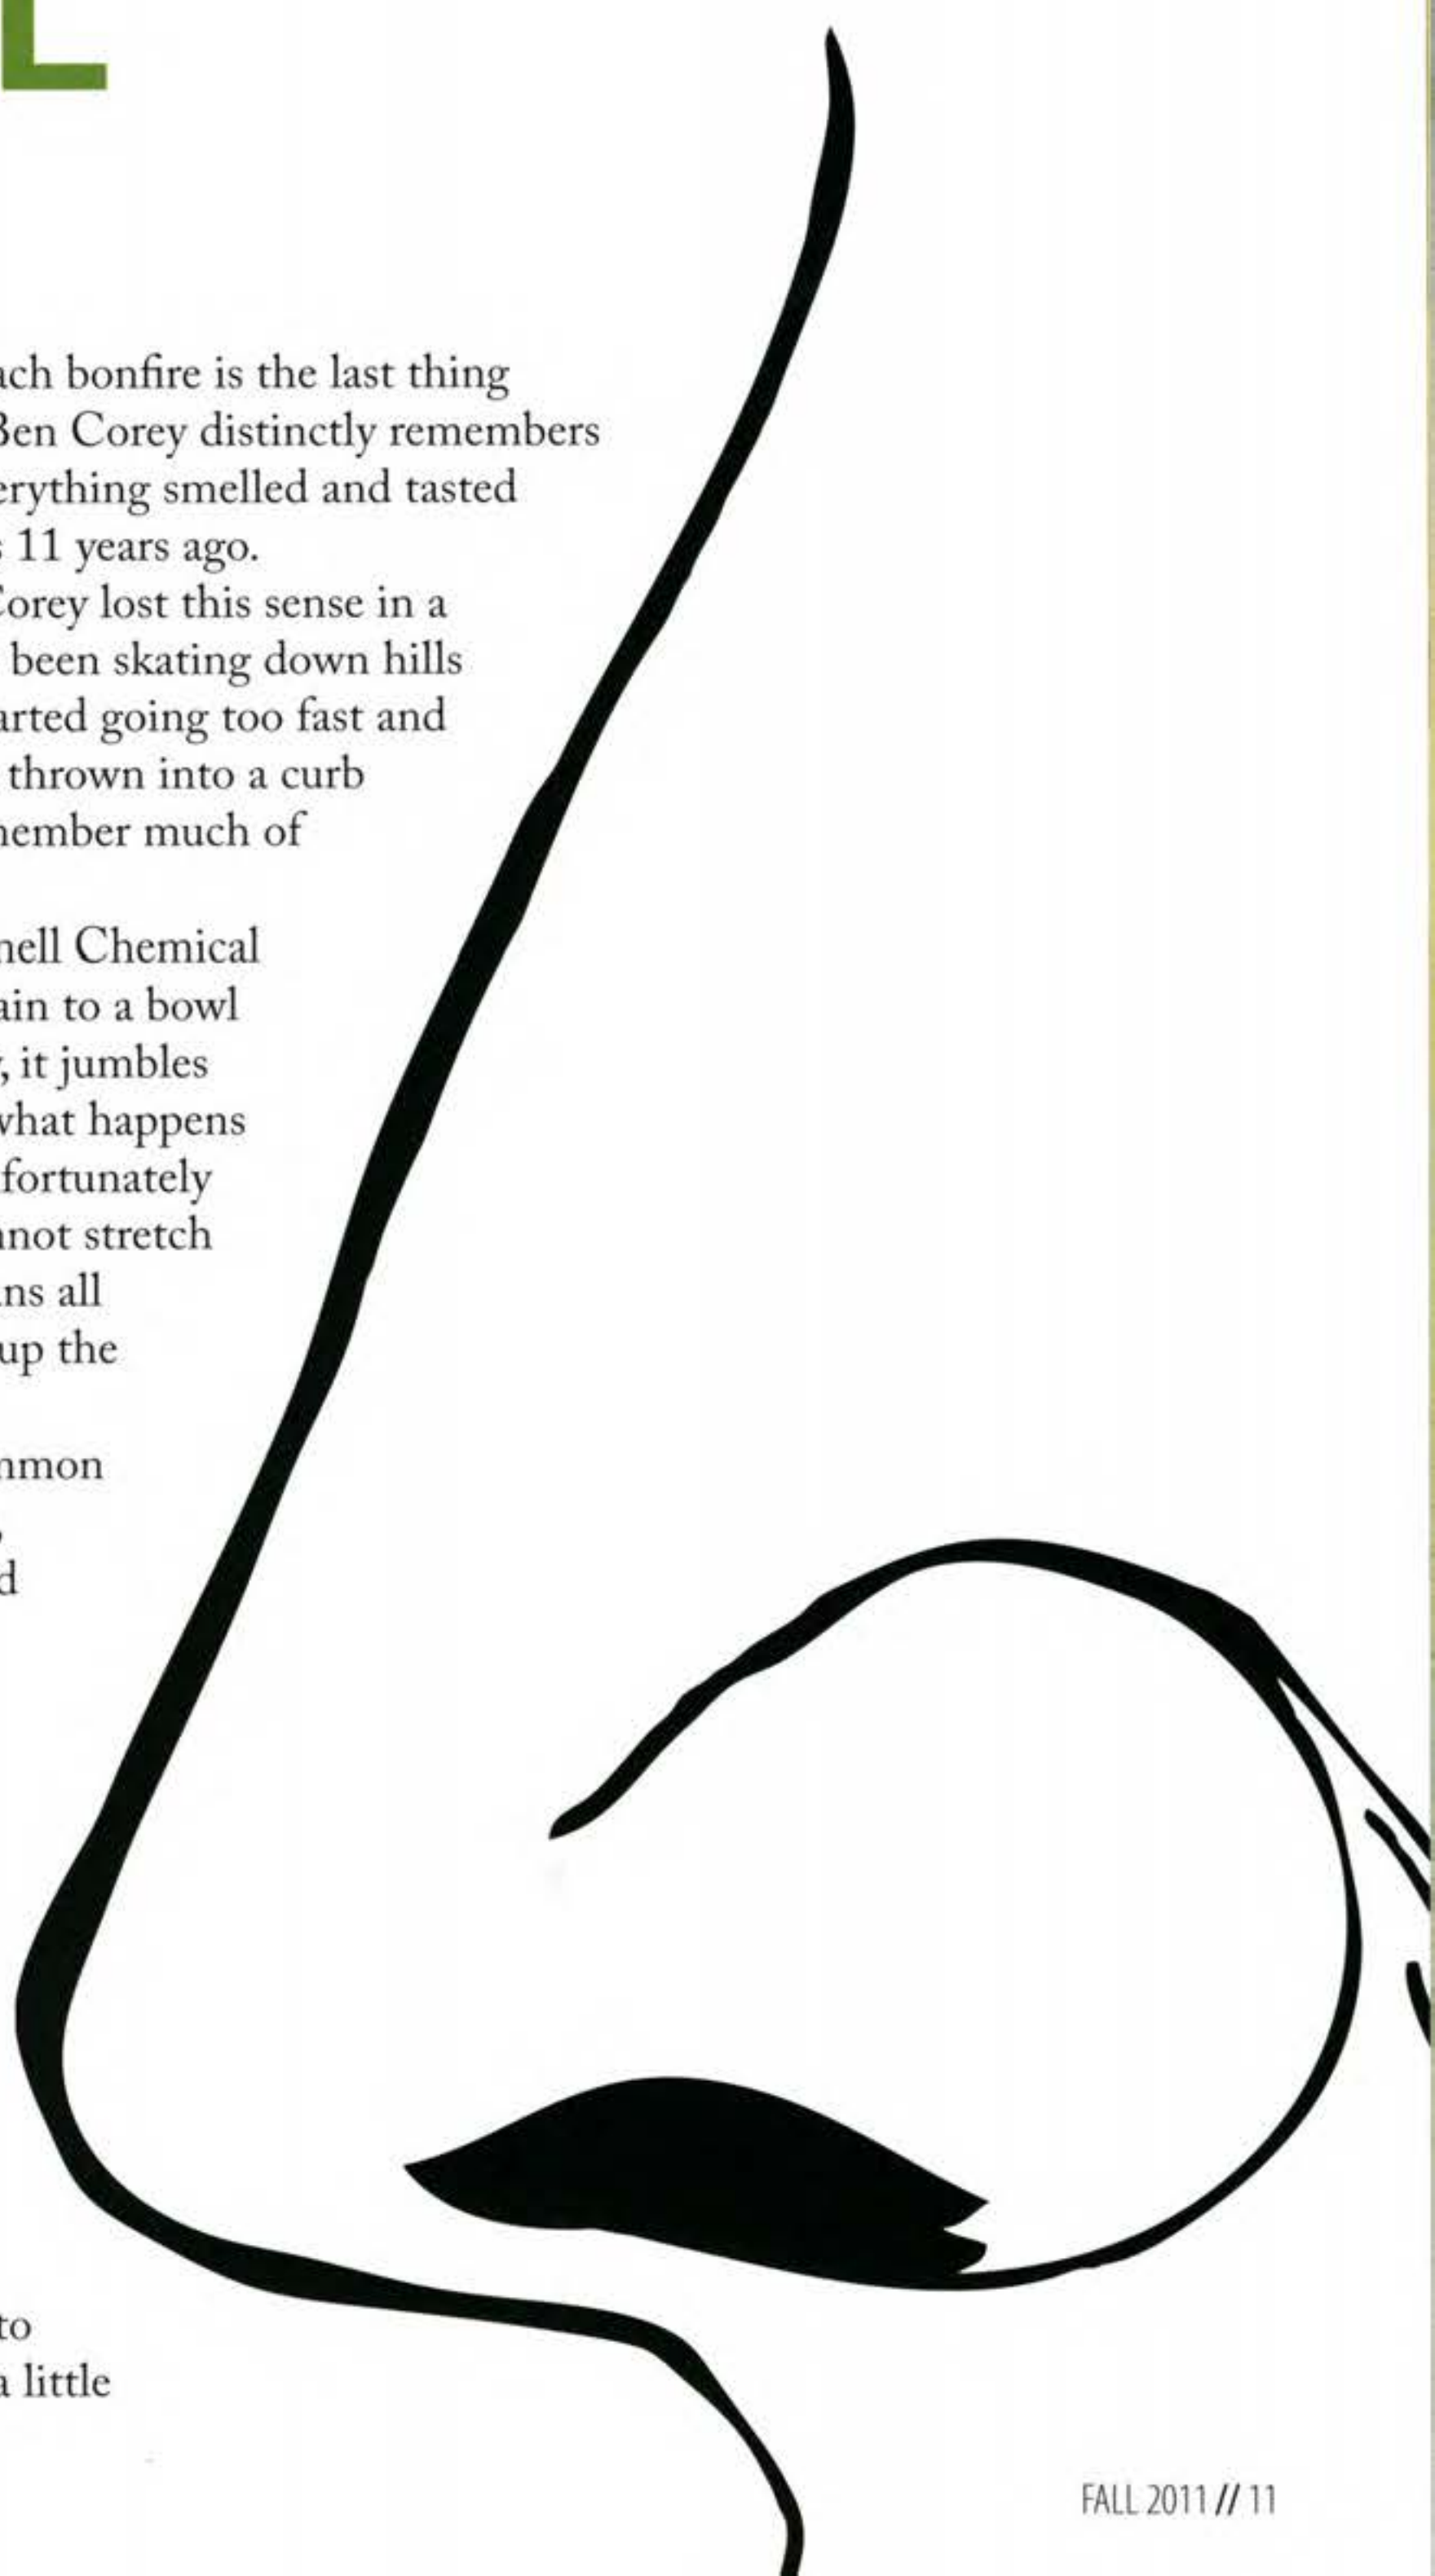 L
ach bonfire is the last thing
Ben Corey distinctly remembers
erything smelled and tasted
s 11 years ago.
Corey lost this sense in a
been skating down hills
arted going too fast and
thrown into a curb
nember much of
nell Chemical
ain to a bowl
, it jumbles
what happens
fortunately
nnot stretch
ns all
up the
nmon
,
d
to
a little
FALL 2011 // 11